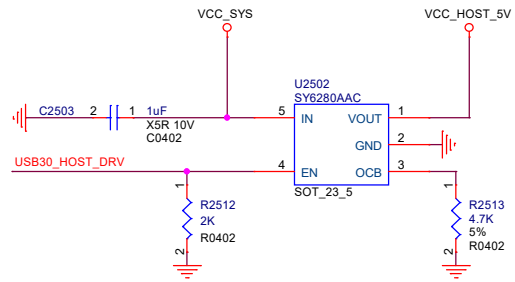 VCC_SYS
VCC_HOST_5V
U2502
SY6280AAC
C2503
2
1
1uF
X5R 10V
C0402
5
IN
VOUT
1
GND
2
USB30_HOST_DRV
4
EN
OCB
3
SOT_23_5
1
R2512
2K
R0402
2
1
R2513
4.7K
5%
R0402
2